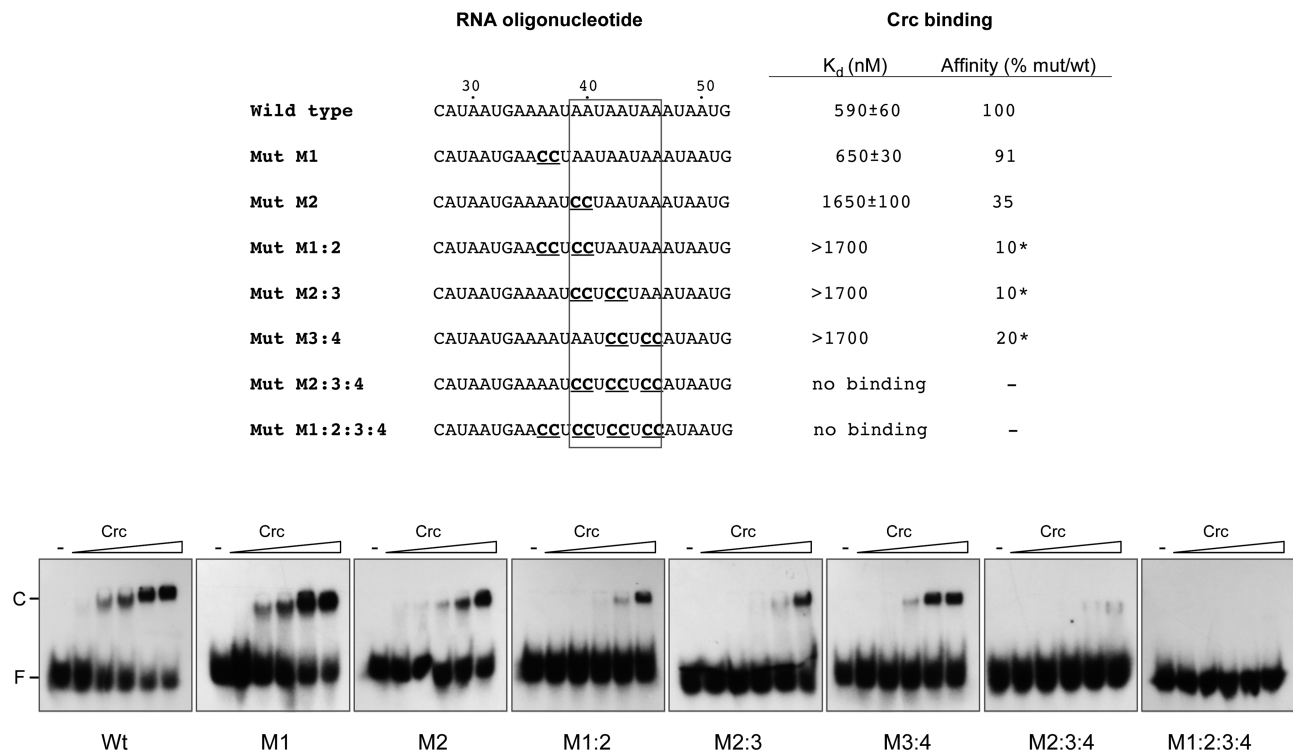 RNA oligonucleotide Crc binding
Kd (nM) Affinity (% mut/wt)
30 40 50
Wild type CAUAAUGAAAAUAAUAAUAAAUAAUG 590±60 100
Mut M1 CAUAAUGAACCUAAUAAUAAAUAAUG 650±30 91
Mut M2 CAUAAUGAAAAUCCUAAUAAAUAAUG 1650±100 35
Mut M1:2 CAUAAUGAACCUCCUAAUAAAUAAUG >1700 10*
Mut M2:3 CAUAAUGAAAAUCCUCCUAAAUAAUG >1700 10*
Mut M3:4 CAUAAUGAAAAUAAUCCUCCAUAAUG >1700 20*
Mut M2:3:4 CAUAAUGAAAAUCCUCCUCCAUAAUG no binding –
Mut M1:2:3:4 CAUAAUGAACCUCCUCCUCCAUAAUG no binding –
Crc Crc Crc Crc Crc Crc Crc Crc
- - - - - - - -
C
F
Wt M1 M2 M1:2 M2:3 M3:4 M2:3:4 M1:2:3:4